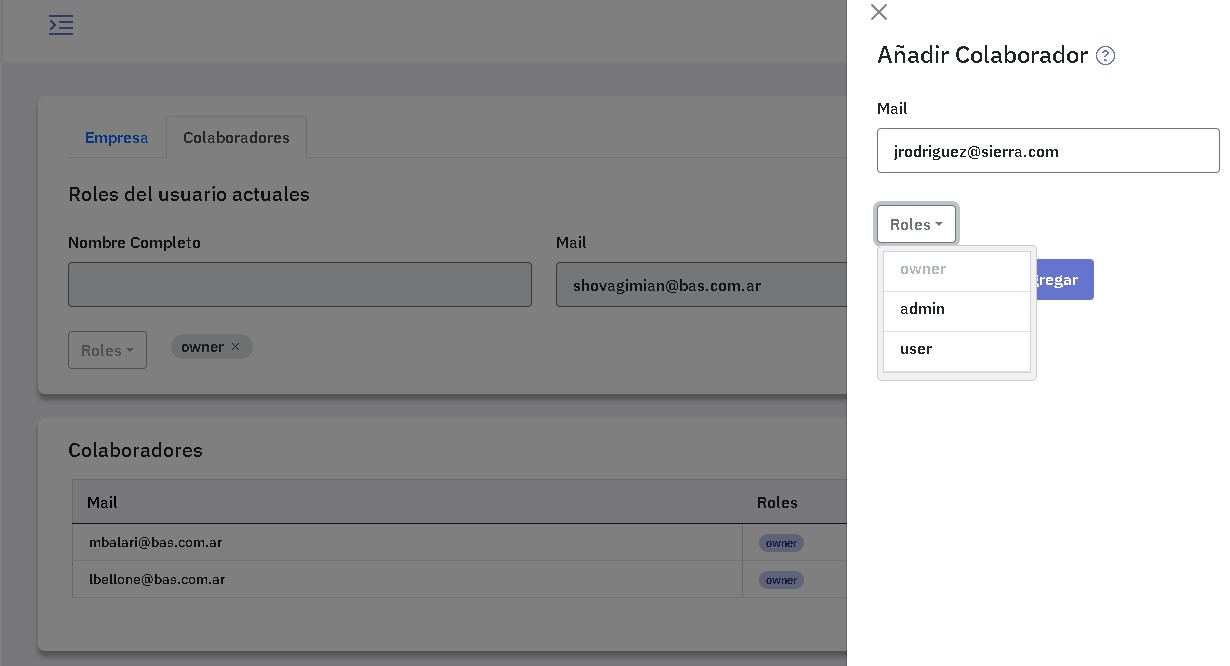 Empresa
Colaboradores
Roles del usuario actuales
Nombre Completo
Mail
shovagimian@bas.com.ar
Roles
owner
Colaboradores
Mail Roles
mbalari@bas.com.ar owner
lbellone@bas.com.ar owner
Añadir Colaborador ?
Mail
jrodriguez@sierra.com
Roles
owner
admin
user
gregar